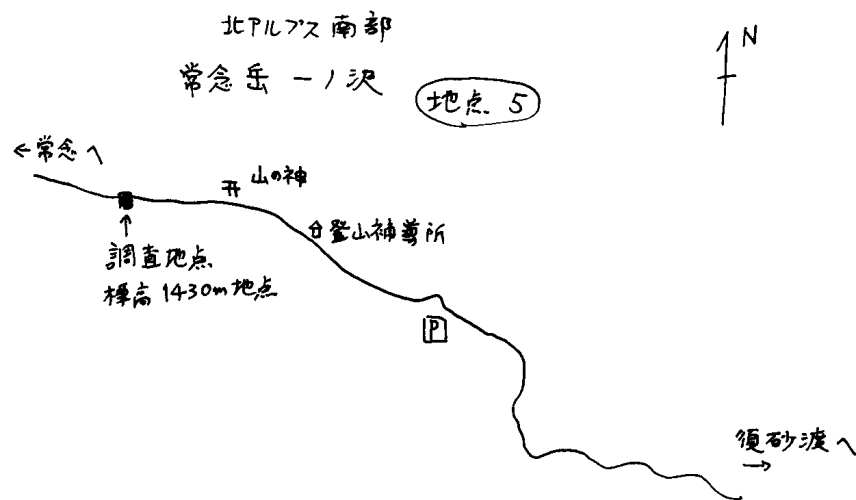 北アルプス南部
常念岳 一ノ沢
地点 5
N
←常念へ
山の神
登山補導所
↑
調査地点
標高1430m地点
P
須砂渡へ
→